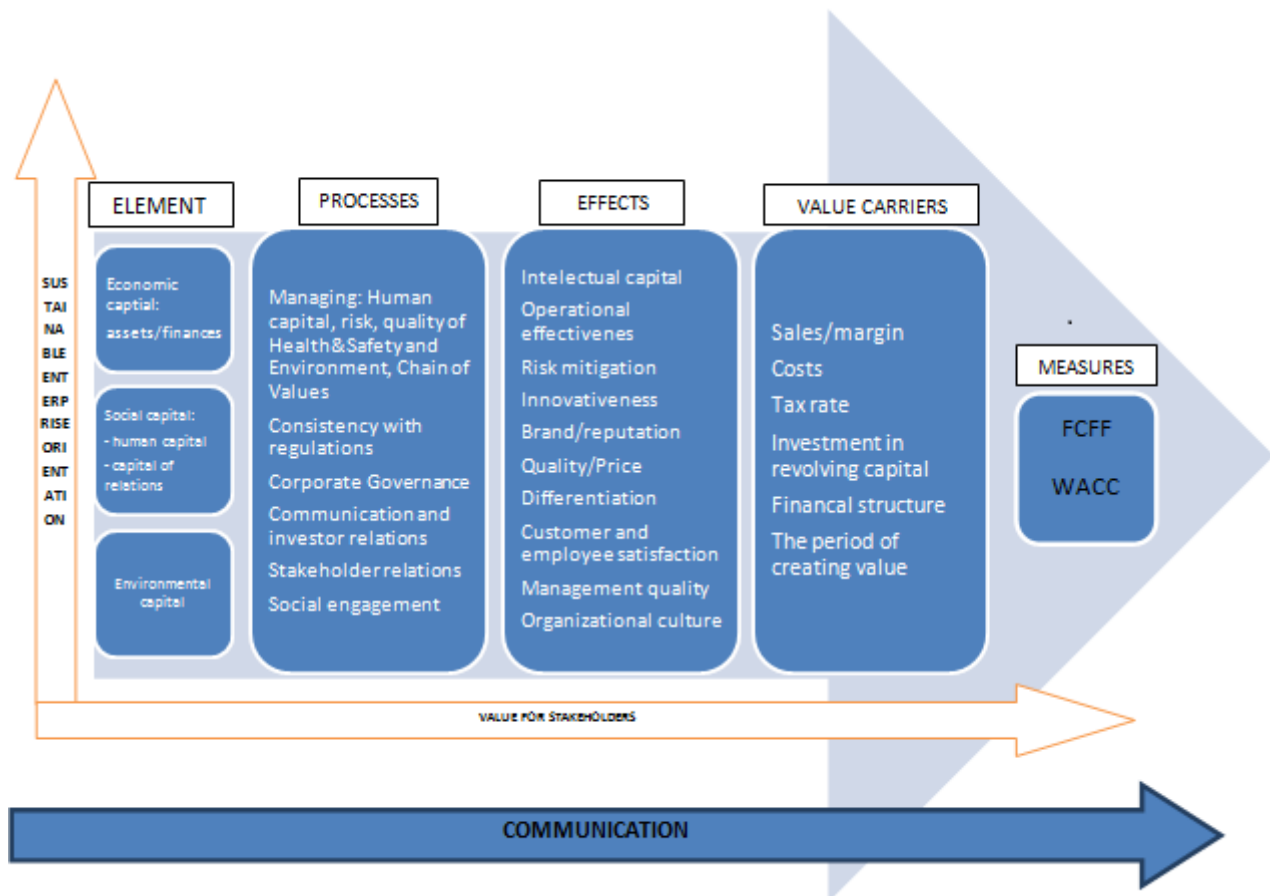 ELEMENT
PROCESSES
EFFECTS
VALUE CARRIERS
MEASURES
SUS
TAI
NA
BLE ENT
ERP
RISE
ORI
ENT
ATI
ON
Economic
captial:
assets/finances
Social capital:
- human capital
- capital of
relations
Environmental
capital
Managing: Human
capital, risk, quality of
Health&Safety and
Environment, Chain of
Values
Consistency with
regulations
Corporate Governance
Communication and
investor relations
Stakeholder relations
Social engagement
Intelectual capital
Operational
effectivenes
Risk mitigation
Innovativeness
Brand/reputation
Quality/Price
Differentiation
Customer and
employee satisfaction
Management quality
Organizational culture
Sales/margin
Costs
Tax rate
Investment in
revolving capital
Financal structure
The period of
creating value
FCFF
WACC
VALUE FOR STAKEHOLDERS
COMMUNICATION